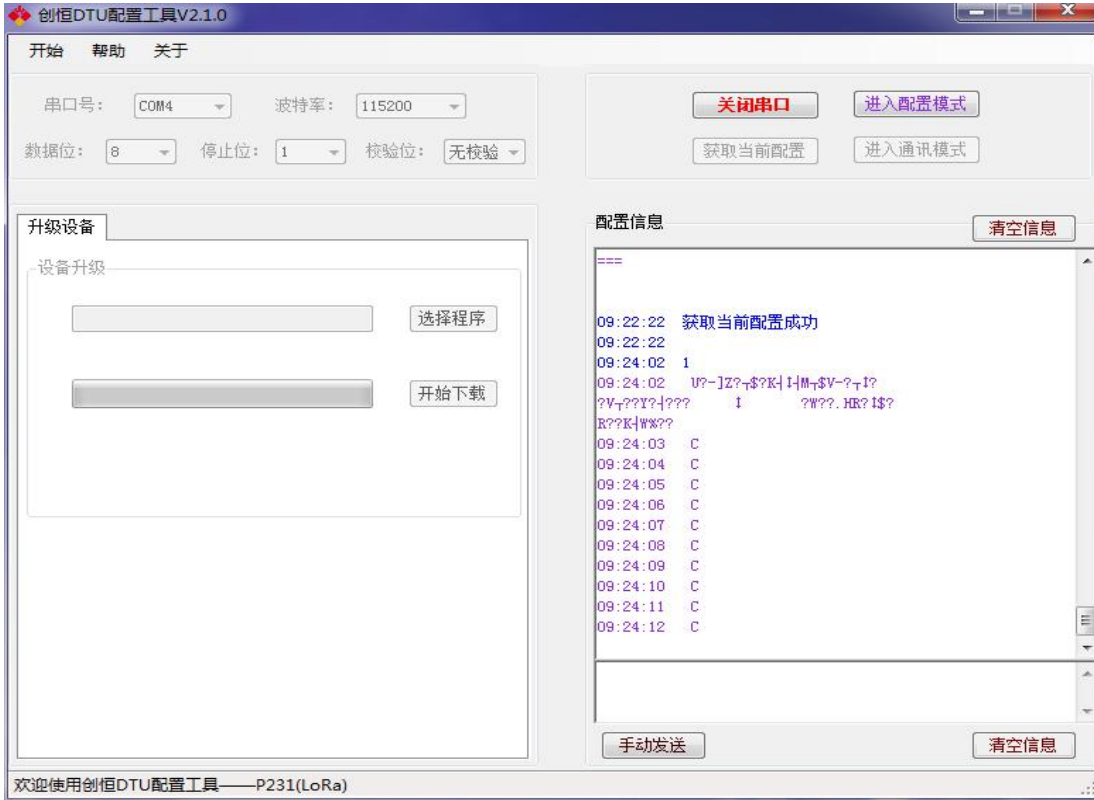 创恒DTU配置工具V2.1.0
开始 帮助 关于
串口号： COM4 波特率： 115200
数据位： 8 停止位： 1 校验位： 无校验
关闭串口 进入配置模式
获取当前配置 进入通讯模式
升级设备
设备升级
选择程序
开始下载
配置信息
清空信息
===
09:22:22 获取当前配置成功
09:22:22
09:24:02 1
09:24:02
09:24:03 C
09:24:04 C
09:24:05 C
09:24:06 C
09:24:07 C
09:24:08 C
09:24:09 C
09:24:10 C
09:24:11 C
09:24:12 C
手动发送 清空信息
欢迎使用创恒DTU配置工具——P231(LoRa)